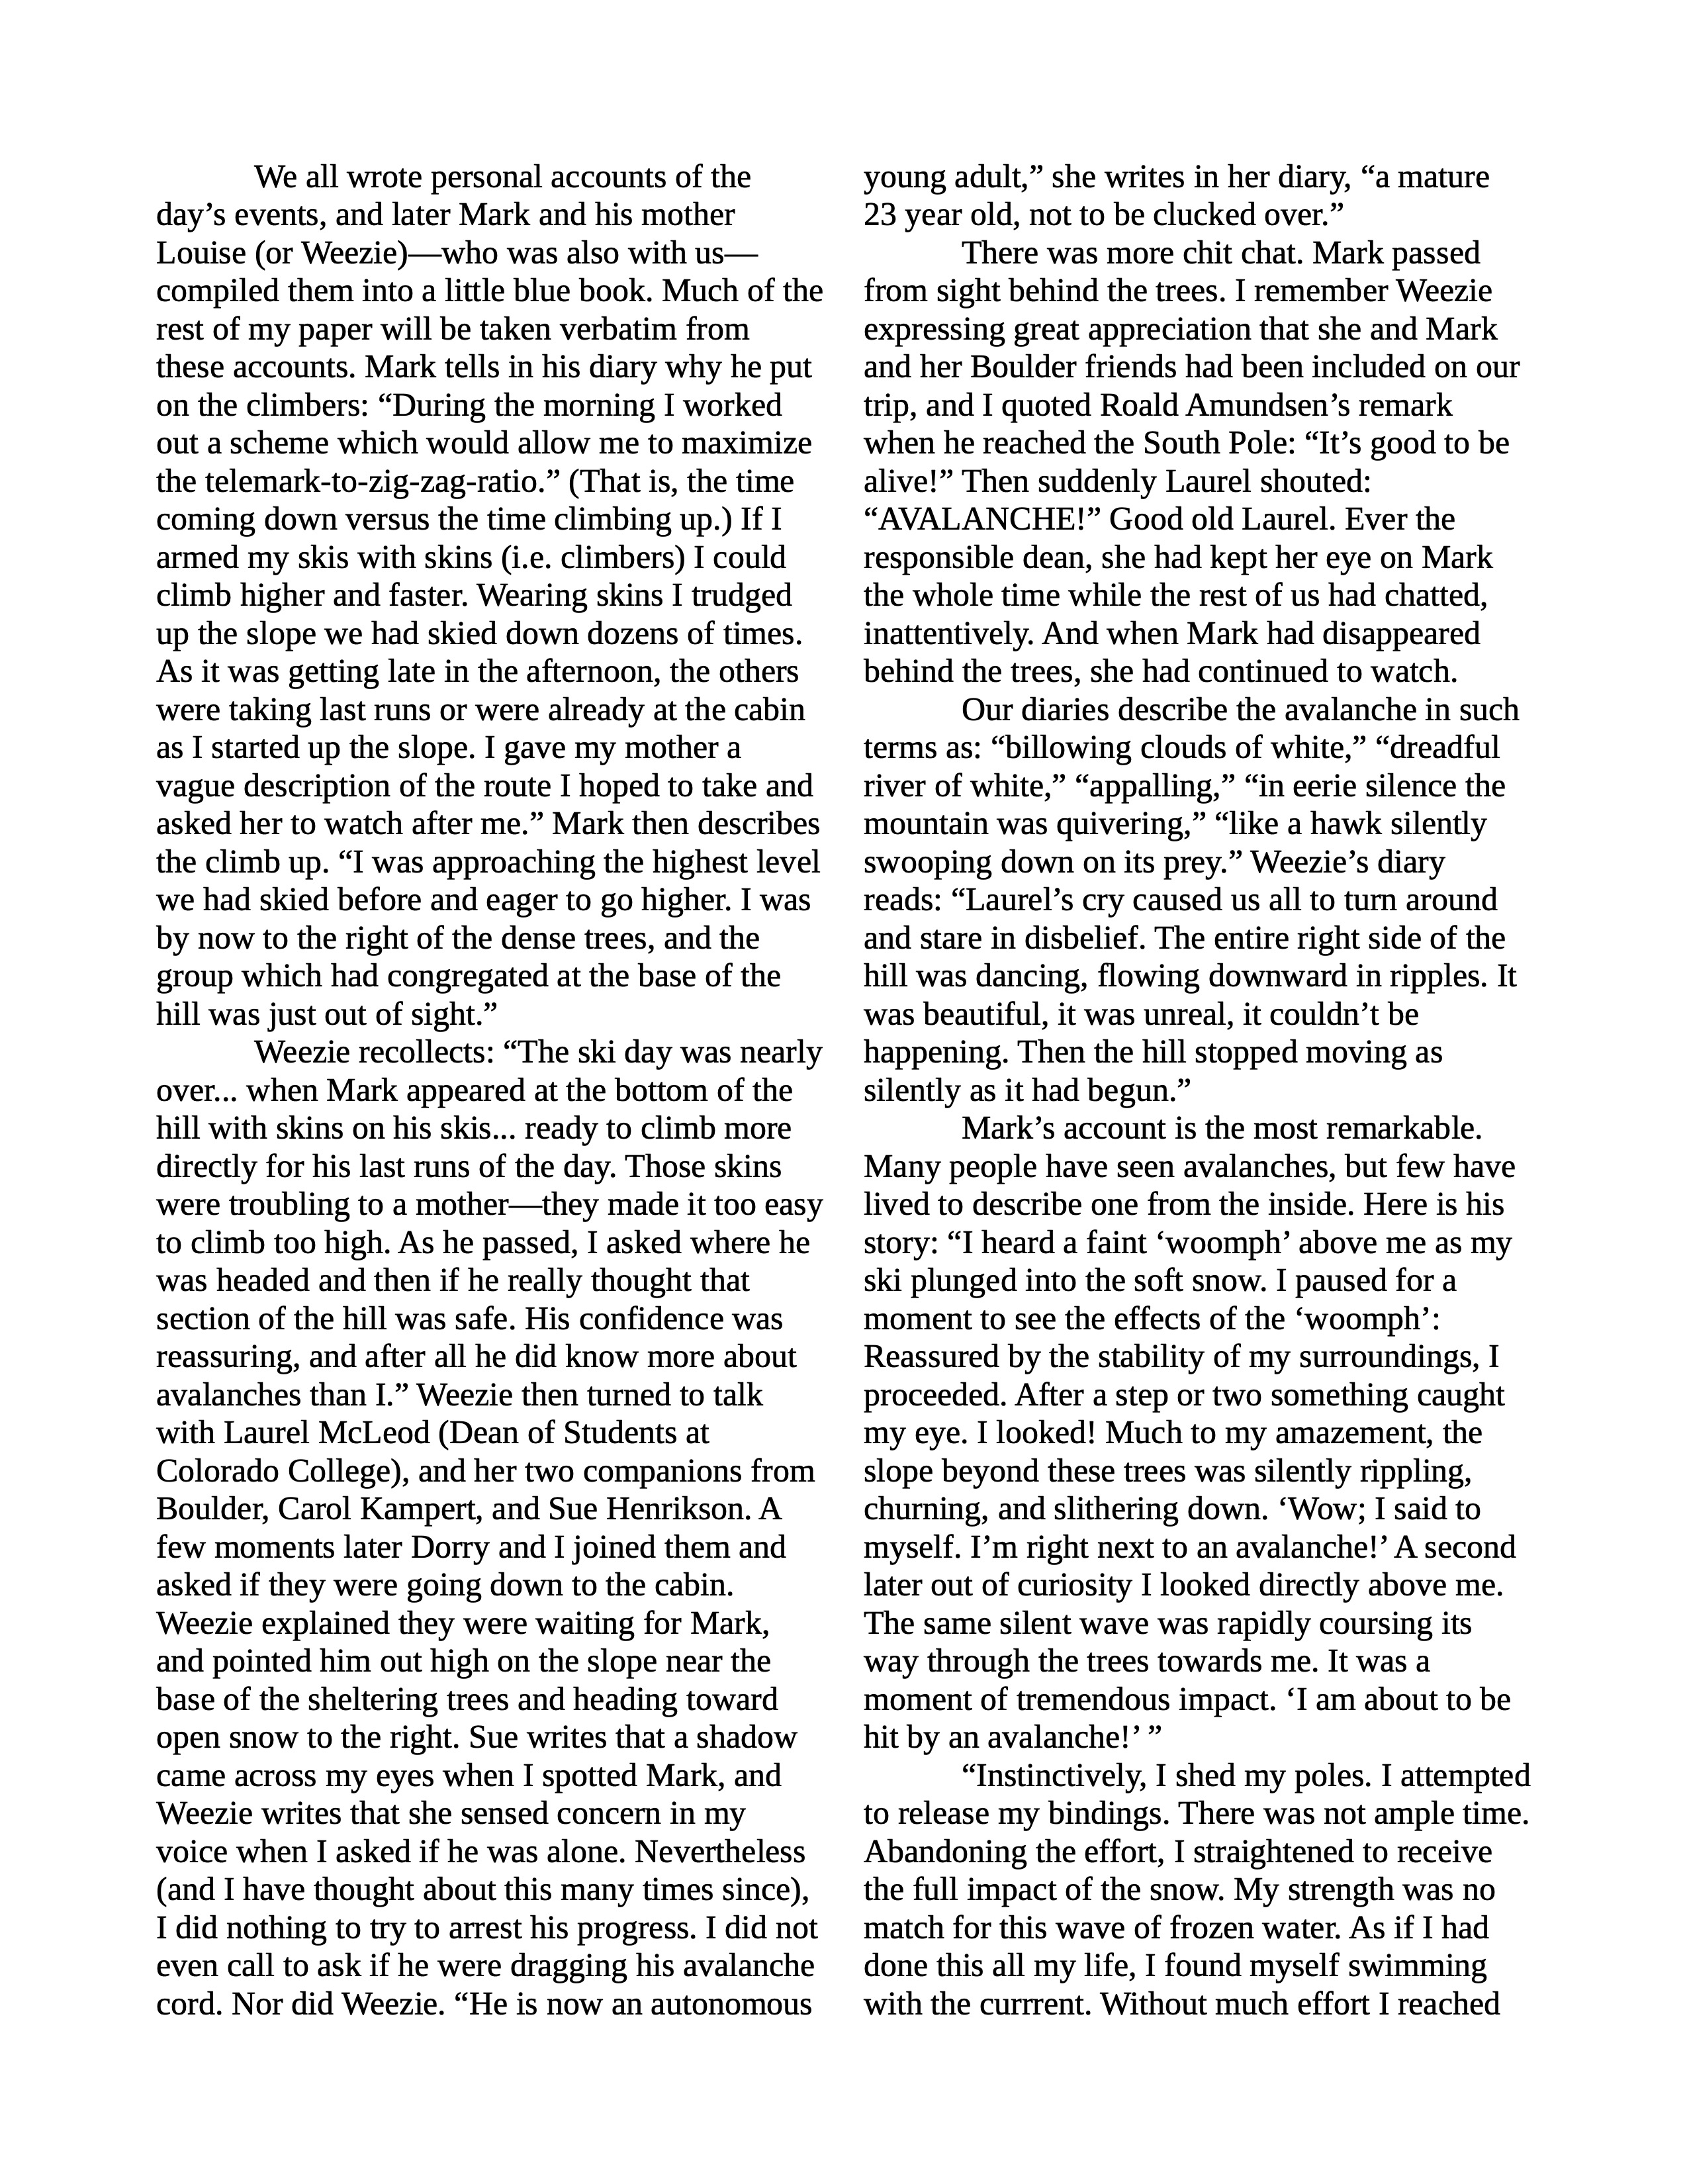 We all wrote personal accounts of the
day’s events, and later Mark and his mother
Louise (or Weezie)—who was also with us—
compiled them into a little blue book. Much of the
rest of my paper will be taken verbatim from
these accounts. Mark tells in his diary why he put
on the climbers: “During the morning I worked
out a scheme which would allow me to maximize
the telemark-to-zig-zag-ratio.” (That is, the time
coming down versus the time climbing up.) If I
armed my skis with skins (i.e. climbers) I could
climb higher and faster. Wearing skins I trudged
up the slope we had skied down dozens of times.
As it was getting late in the afternoon, the others
were taking last runs or were already at the cabin
as I started up the slope. I gave my mother a
vague description of the route I hoped to take and
asked her to watch after me.” Mark then describes
the climb up. “I was approaching the highest level
we had skied before and eager to go higher. I was
by now to the right of the dense trees, and the
group which had congregated at the base of the
hill was just out of sight.”
Weezie recollects: “The ski day was nearly
over... when Mark appeared at the bottom of the
hill with skins on his skis... ready to climb more
directly for his last runs of the day. Those skins
were troubling to a mother—they made it too easy
to climb too high. As he passed, I asked where he
was headed and then if he really thought that
section of the hill was safe. His confidence was
reassuring, and after all he did know more about
avalanches than I.” Weezie then turned to talk
with Laurel McLeod (Dean of Students at
Colorado College), and her two companions from
Boulder, Carol Kampert, and Sue Henrikson. A
few moments later Dorry and I joined them and
asked if they were going down to the cabin.
Weezie explained they were waiting for Mark,
and pointed him out high on the slope near the
base of the sheltering trees and heading toward
open snow to the right. Sue writes that a shadow
came across my eyes when I spotted Mark, and
Weezie writes that she sensed concern in my
voice when I asked if he was alone. Nevertheless
(and I have thought about this many times since),
I did nothing to try to arrest his progress. I did not
even call to ask if he were dragging his avalanche
cord. Nor did Weezie. “He is now an autonomous
young adult,” she writes in her diary, “a mature
23 year old, not to be clucked over.”
There was more chit chat. Mark passed
from sight behind the trees. I remember Weezie
expressing great appreciation that she and Mark
and her Boulder friends had been included on our
trip, and I quoted Roald Amundsen’s remark
when he reached the South Pole: “It’s good to be
alive!” Then suddenly Laurel shouted:
“AVALANCHE!” Good old Laurel. Ever the
responsible dean, she had kept her eye on Mark
the whole time while the rest of us had chatted,
inattentively. And when Mark had disappeared
behind the trees, she had continued to watch.
Our diaries describe the avalanche in such
terms as: “billowing clouds of white,” “dreadful
river of white,” “appalling,” “in eerie silence the
mountain was quivering,” “like a hawk silently
swooping down on its prey.” Weezie’s diary
reads: “Laurel’s cry caused us all to turn around
and stare in disbelief. The entire right side of the
hill was dancing, flowing downward in ripples. It
was beautiful, it was unreal, it couldn’t be
happening. Then the hill stopped moving as
silently as it had begun.”
Mark’s account is the most remarkable.
Many people have seen avalanches, but few have
lived to describe one from the inside. Here is his
story: “I heard a faint ‘woomph’ above me as my
ski plunged into the soft snow. I paused for a
moment to see the effects of the ‘woomph’:
Reassured by the stability of my surroundings, I
proceeded. After a step or two something caught
my eye. I looked! Much to my amazement, the
slope beyond these trees was silently rippling,
churning, and slithering down. ‘Wow; I said to
myself. I’m right next to an avalanche!’ A second
later out of curiosity I looked directly above me.
The same silent wave was rapidly coursing its
way through the trees towards me. It was a
moment of tremendous impact. ‘I am about to be
hit by an avalanche!’ ”
“Instinctively, I shed my poles. I attempted
to release my bindings. There was not ample time.
Abandoning the effort, I straightened to receive
the full impact of the snow. My strength was no
match for this wave of frozen water. As if I had
done this all my life, I found myself swimming
with the currrent. Without much effort I reached